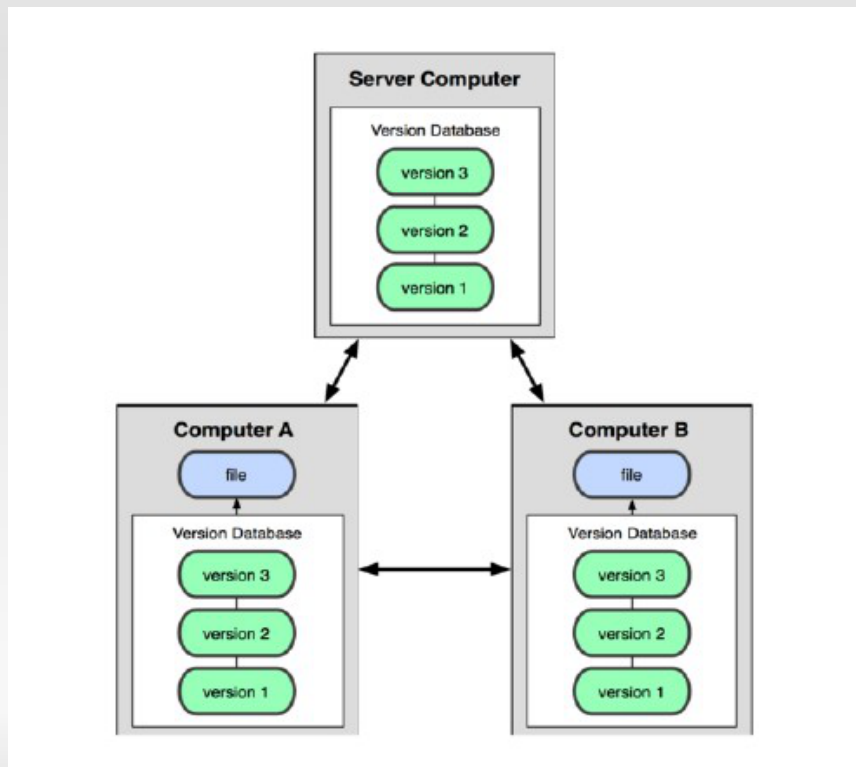 Server Computer
Version Database
version 3
version 2
version 1
Computer A
file
Version Database
version 3
version 2
version 1
Computer B
file
Version Database
version 3
version 2
version 1